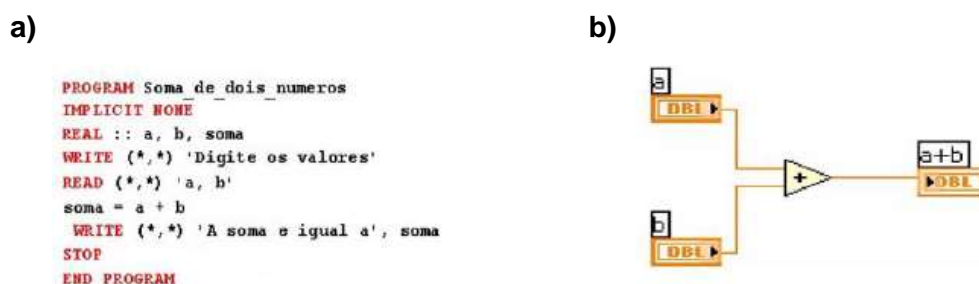 a)
PROGRAM Soma_de_dois_numeros
IMPLICIT NONE
REAL :: a, b, soma
WRITE (*,*) 'Digite os valores'
READ (*,*) 'a, b'
soma = a + b
WRITE (*,*) 'A soma e igual a', soma
STOP
END PROGRAM
b)
a
DBL
b
DBL
+
a+b
DBL